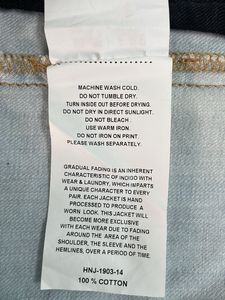 MACHINE WASH COLD.
DO NOT TUMBLE DRY.
TURN INSIDE OUT BEFORE DRYING.
DO NOT DRY IN DIRECT SUNLIGHT.
DO NOT BLEACH .
USE WARM IRON.
DO NOT IRON ON PRINT.
PLEASE WASH SEPARATELY.
GRADUAL FADING IS AN INHERENT
CHARACTERISTIC OF INDIGO WITH
WEAR & LAUNDRY, WHICH IMPARTS
A UNIQUE CHARACTER TO EVERY
PAIR. EACH JACKET IS HAND
PROCESSED TO PRODUCE A
WORN LOOK. THIS JACKET WILL
BECOME MORE EXCLUSIVE
WITH EACH WEAR DUE TO FADING
AROUND THE AREA OF THE
SHOULDER, THE SLEEVE AND THE
HEMLINES, OVER A PERIOD OF TIME.
HNJ-1903-14
100 % COTTON